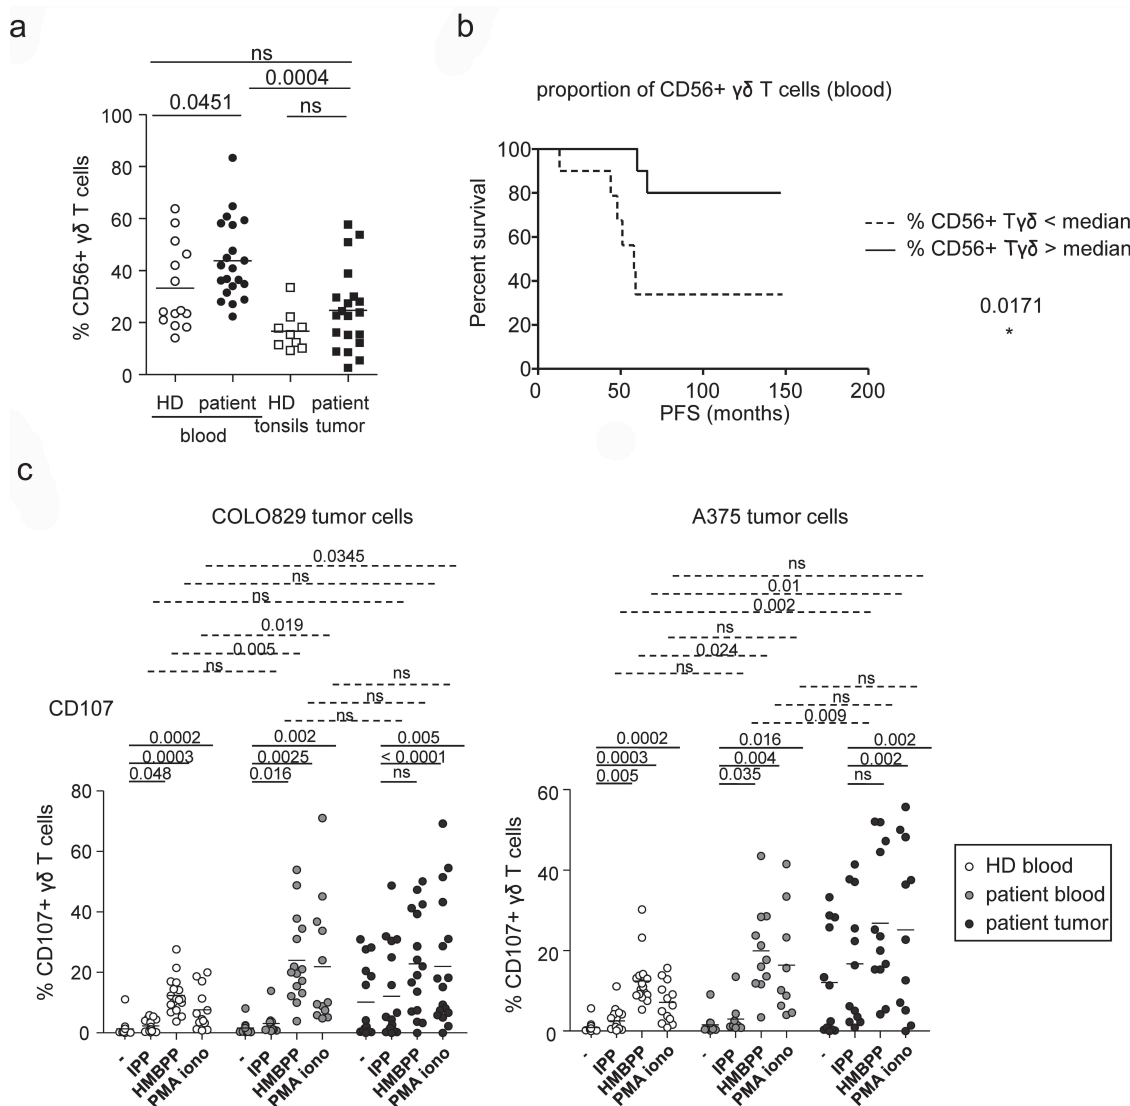 a
ns
0.0004
0.0451
ns
100
80
60
40
20
0
% CD56+ γδ T cells
HD patient HD patient
tonsils tumor
blood
b
proportion of CD56+ γδ T cells (blood)
100
80
60
40
20
0
Percent survival
0 50 100 150 200
PFS (months)
% CD56+ Tγδ < median
% CD56+ Tγδ > median
0.0171
*
c
COLO829 tumor cells
0.0345
ns
ns
0.019
0.005
ns
ns
ns
ns
CD107
0.0002 0.002 0.005
0.0003 0.0025 < 0.0001
0.048 0.016 ns
80
60
40
20
0
% CD107+ γδ T cells
- IPP HMBPP PMA iono - IPP HMBPP PMA iono - IPP HMBPP PMA iono
A375 tumor cells
ns
0.01
0.002
ns
0.024
ns
ns
ns
0.009
0.0002 0.016 0.002
0.0003 0.004 0.002
0.005 0.035 ns
60
40
20
0
% CD107+ γδ T cells
- IPP HMBPP PMA iono - IPP HMBPP PMA iono - IPP HMBPP PMA iono
HD blood
patient blood
patient tumor